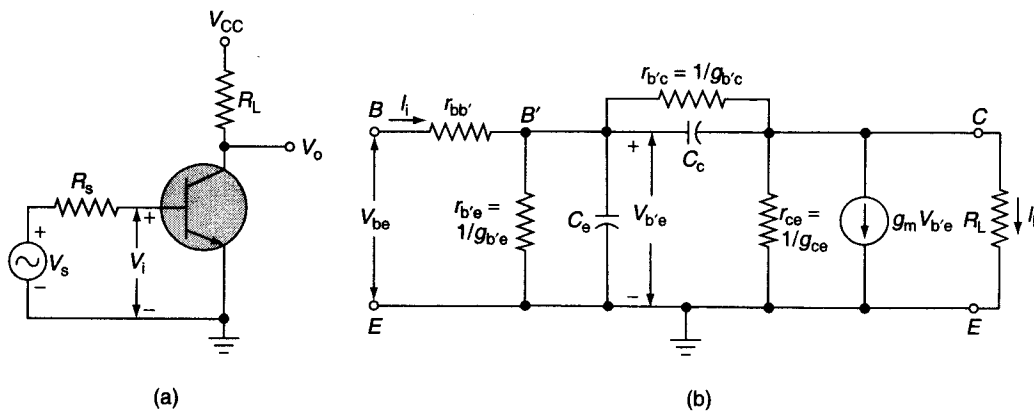 V_CC
R_L
V_o
R_s
+
V_i
−
+
V_s
−
(a)
r_b'c = 1/g_b'c
B
I_i
r_bb'
B'
C_c
C
V_be
r_b'e =
1/g_b'e
C_e
+
V_b'e
−
r_ce =
1/g_ce
g_m V_b'e
R_L
E
E
(b)